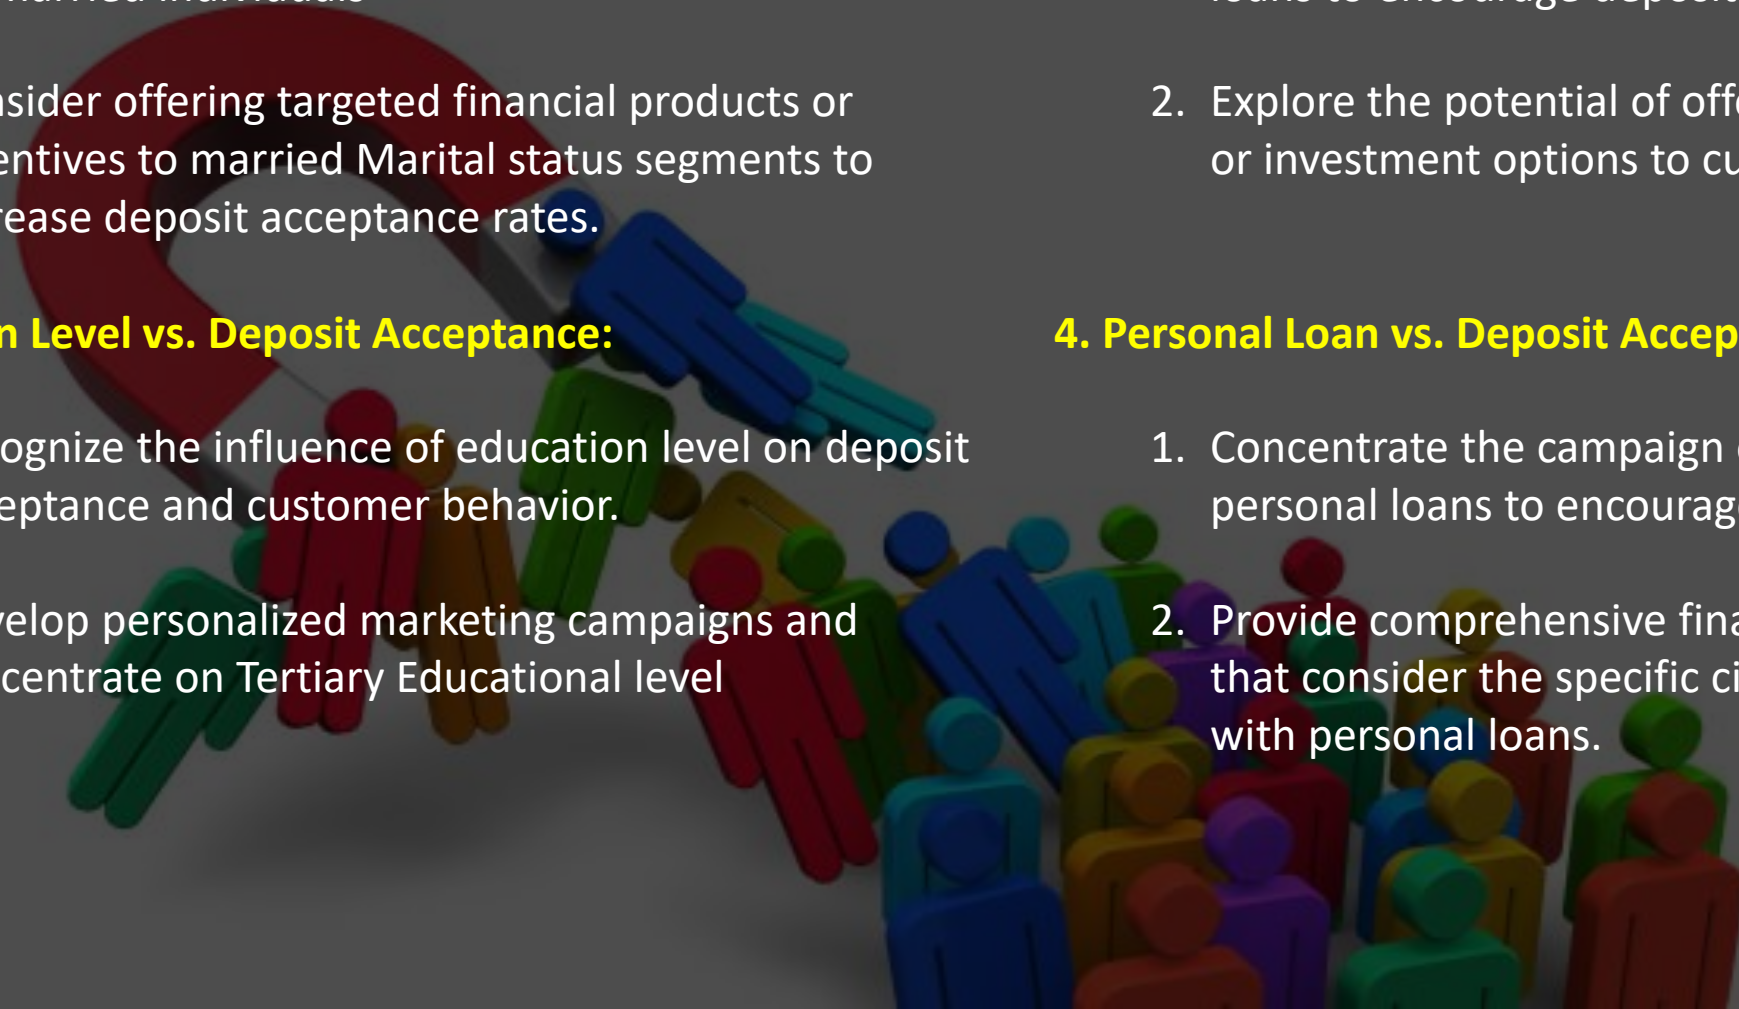 nsider offering targeted financial products or
entives to married Marital status segments to
rease deposit acceptance rates.
n Level vs. Deposit Acceptance:
ognize the influence of education level on deposit
eptance and customer behavior.
velop personalized marketing campaigns and
centrate on Tertiary Educational level
2. Explore the potential of offe
or investment options to cu
4. Personal Loan vs. Deposit Accep
1. Concentrate the campaign
personal loans to encourag
2. Provide comprehensive fina
that consider the specific ci
with personal loans.